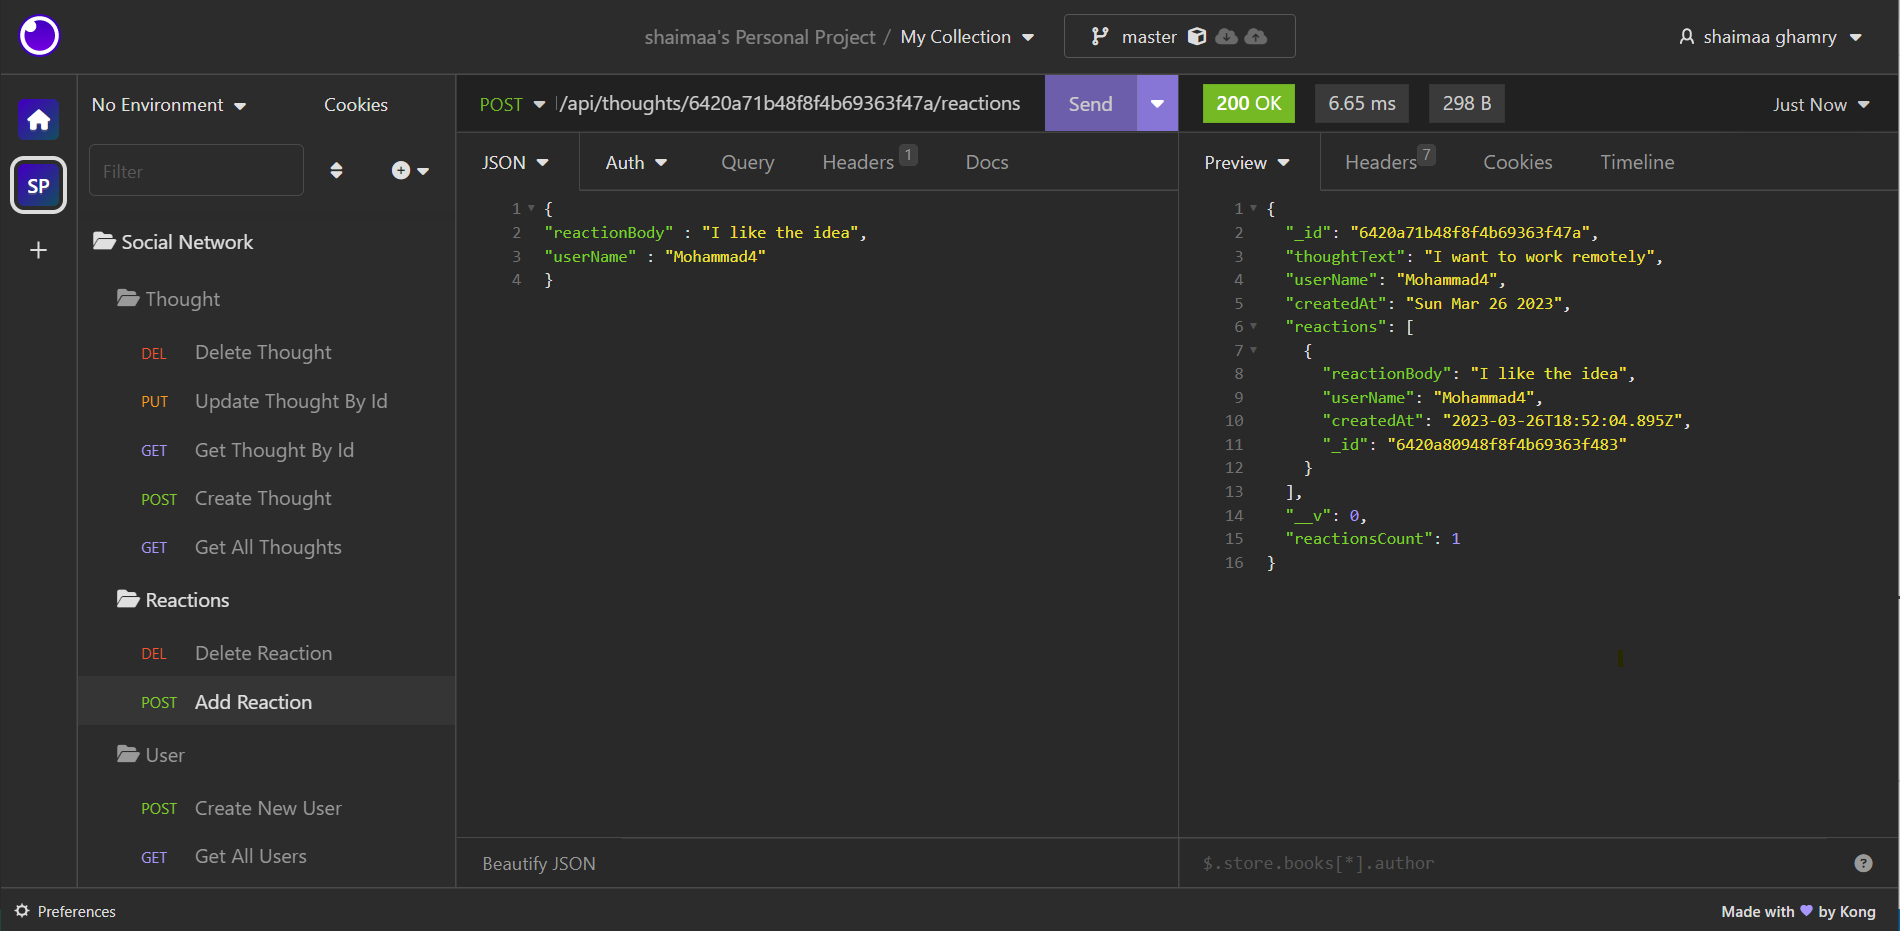 shaimaa's Personal Project / My Collection
master
shaimaa ghamry
SP
No Environment
Cookies
Filter
Social Network
Thought
DEL Delete Thought
PUT Update Thought By Id
GET Get Thought By Id
POST Create Thought
GET Get All Thoughts
Reactions
DEL Delete Reaction
POST Add Reaction
User
POST Create New User
GET Get All Users
POST /api/thoughts/6420a71b48f8f4b69363f47a/reactions Send
JSON Auth Query Headers 1 Docs
1 {
2 "reactionBody" : "I like the idea",
3 "userName" : "Mohammad4"
4 }
Beautify JSON
200 OK 6.65 ms 298 B Just Now
Preview Headers 7 Cookies Timeline
1 {
2 "_id": "6420a71b48f8f4b69363f47a",
3 "thoughtText": "I want to work remotely",
4 "userName": "Mohammad4",
5 "createdAt": "Sun Mar 26 2023",
6 "reactions": [
7 {
8 "reactionBody": "I like the idea",
9 "userName": "Mohammad4",
10 "createdAt": "2023-03-26T18:52:04.895Z",
11 "_id": "6420a80948f8f4b69363f483"
12 }
13 ],
14 "__v": 0,
15 "reactionsCount": 1
16 }
$.store.books[*].author
Preferences
Made with 💜 by Kong